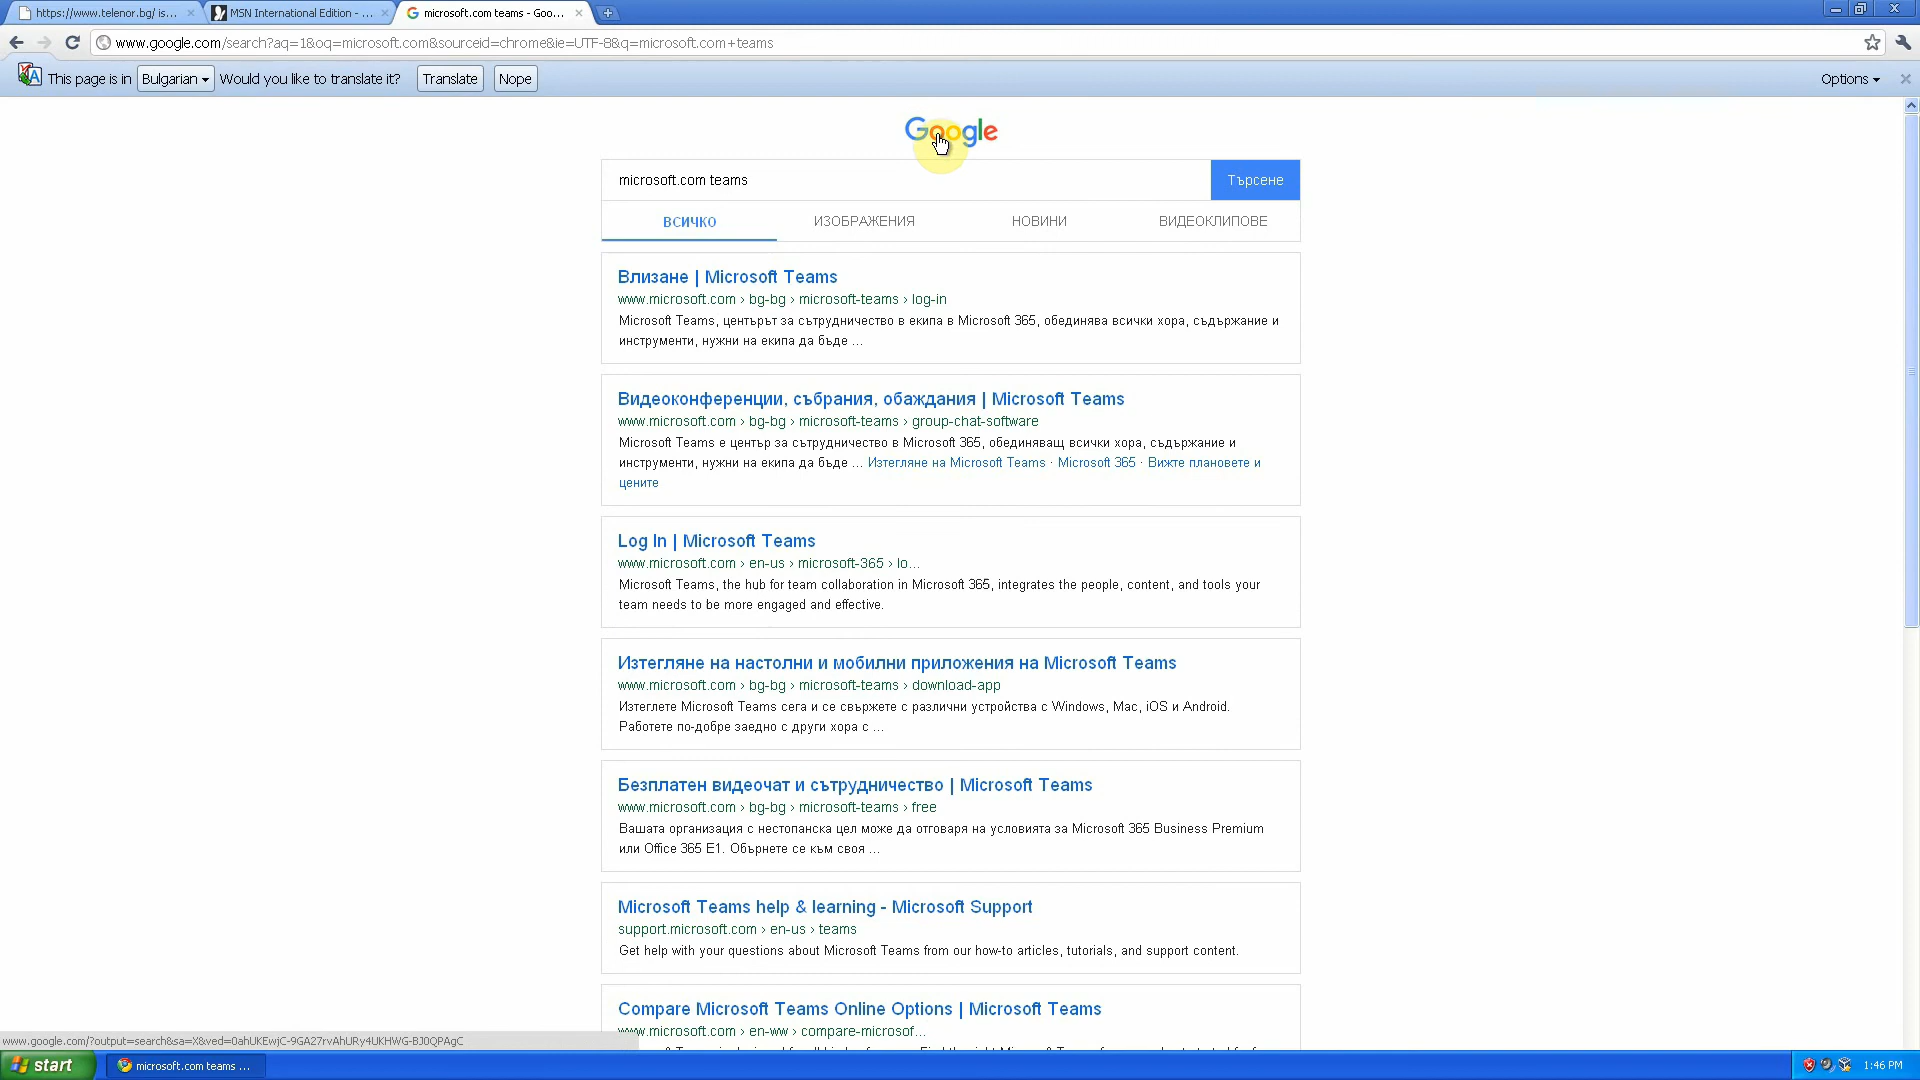 https://www.telenor.bg/ is...
MSN International Edition - ...
microsoft.com teams - Goo...
www.google.com/search?aq=1&oq=microsoft.com&sourceid=chrome&ie=UTF-8&q=microsoft.com+teams
This page is in Bulgarian Would you like to translate it? Translate Nope Options
Google
microsoft.com teams Търсене
ВСИЧКО ИЗОБРАЖЕНИЯ НОВИНИ ВИДЕОКЛИПОВЕ
Влизане | Microsoft Teams
www.microsoft.com › bg-bg › microsoft-teams › log-in
Microsoft Teams, центърът за сътрудничество в екипа в Microsoft 365, обединява всички хора, съдържание и
инструменти, нужни на екипа да бъде ...
Видеоконференции, събрания, обаждания | Microsoft Teams
www.microsoft.com › bg-bg › microsoft-teams › group-chat-software
Microsoft Teams е център за сътрудничество в Microsoft 365, обединяващ всички хора, съдържание и
инструменти, нужни на екипа да бъде ... Изтегляне на Microsoft Teams · Microsoft 365 · Вижте плановете и
цените
Log In | Microsoft Teams
www.microsoft.com › en-us › microsoft-365 › lo...
Microsoft Teams, the hub for team collaboration in Microsoft 365, integrates the people, content, and tools your
team needs to be more engaged and effective.
Изтегляне на настолни и мобилни приложения на Microsoft Teams
www.microsoft.com › bg-bg › microsoft-teams › download-app
Изтеглете Microsoft Teams сега и се свържете с различни устройства с Windows, Mac, iOS и Android.
Работете по-добре заедно с други хора с ...
Безплатен видеочат и сътрудничество | Microsoft Teams
www.microsoft.com › bg-bg › microsoft-teams › free
Вашата организация с нестопанска цел може да отговаря на условията за Microsoft 365 Business Premium
или Office 365 E1. Обърнете се към своя ...
Microsoft Teams help & learning - Microsoft Support
support.microsoft.com › en-us › teams
Get help with your questions about Microsoft Teams from our how-to articles, tutorials, and support content.
Compare Microsoft Teams Online Options | Microsoft Teams
www.microsoft.com › en-ww › compare-microsof...
www.google.com/?output=search&sa=X&ved=0ahUKEwjC-9GA27rvAhURy4UKHWG-BJ0QPAgC
start microsoft.com teams ... 1:46 PM